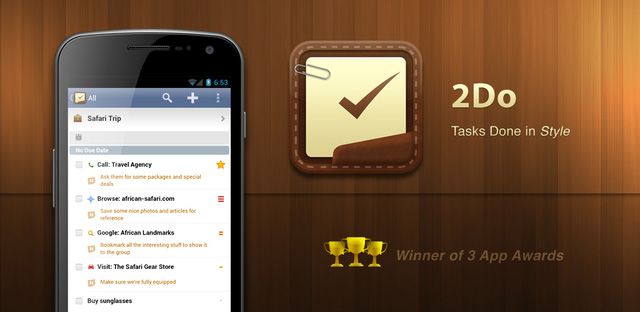 6:53
All
Safari Trip
No Due Date
Call: Travel Agency
Ask them for some packages and special
deals
Browse: african-safari.com
Save some nice photos and articles for
reference
Google: African Landmarks
Bookmark all the interesting stuff to show it
to the group
Visit: The Safari Gear Store
Make sure we're fully equipped
Buy sunglasses
2Do
Tasks Done in Style
Winner of 3 App Awards